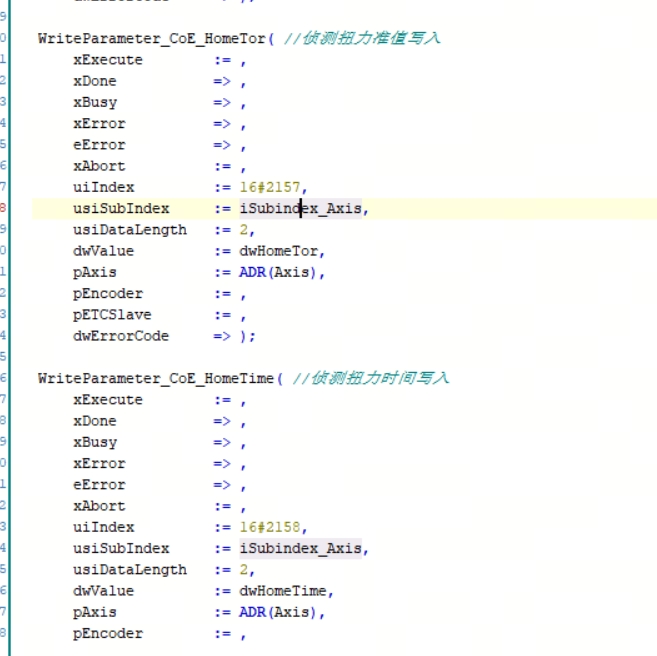 WriteParameter_CoE_HomeTor( //侦测扭力准值写入
xExecute := ,
xDone => ,
xBusy => ,
xError => ,
eError => ,
xAbort := ,
uiIndex := 16#2157,
usiSubIndex := iSubindex_Axis,
usiDataLength := 2,
dwValue := dwHomeTor,
pAxis := ADR(Axis),
pEncoder := ,
pETCSlave := ,
dwErrorCode => );
WriteParameter_CoE_HomeTime( //侦测扭力时间写入
xExecute := ,
xDone => ,
xBusy => ,
xError => ,
eError => ,
xAbort := ,
uiIndex := 16#2158,
usiSubIndex := iSubindex_Axis,
usiDataLength := 2,
dwValue := dwHomeTime,
pAxis := ADR(Axis),
pEncoder := ,